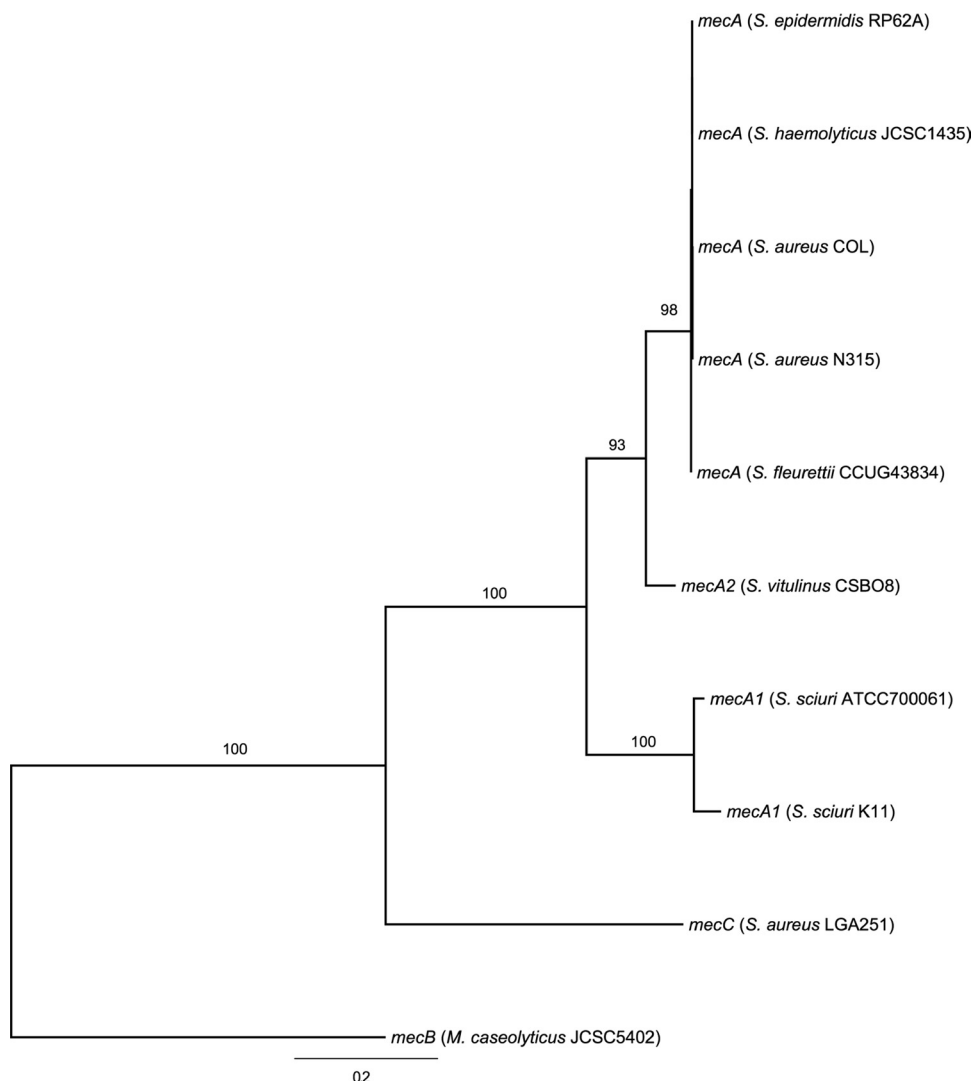 mecA (S. epidermidis RP62A)
mecA (S. haemolyticus JCSC1435)
mecA (S. aureus COL)
98
mecA (S. aureus N315)
93
mecA (S. fleurettii CCUG43834)
mecA2 (S. vitulinus CSBO8)
100
mecA1 (S. sciuri ATCC700061)
100
100
mecA1 (S. sciuri K11)
mecC (S. aureus LGA251)
mecB (M. caseolyticus JCSC5402)
02